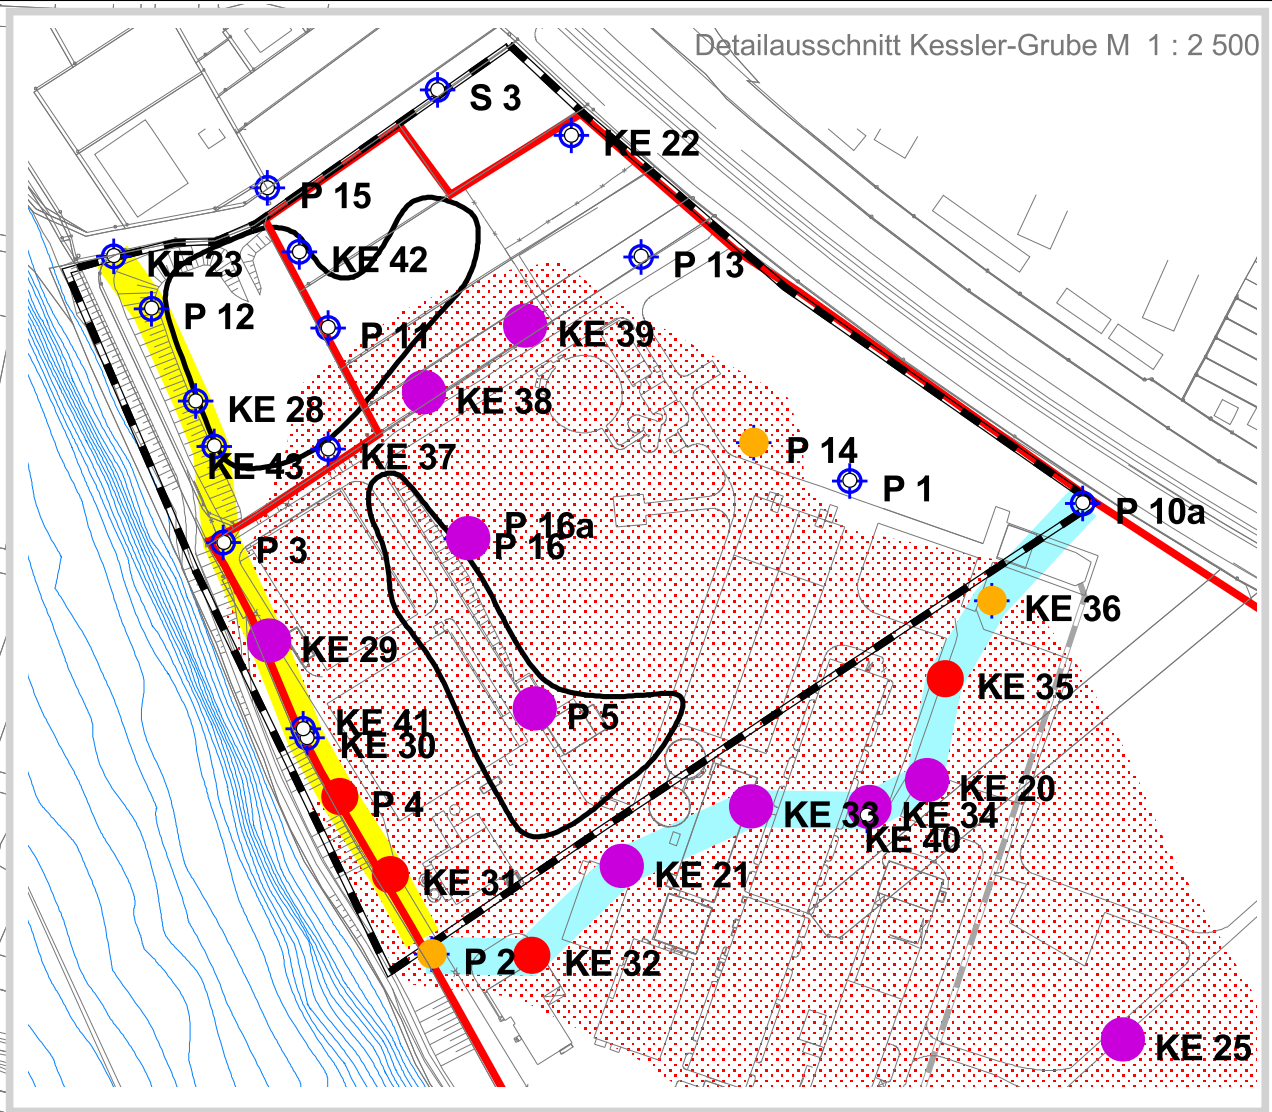 Detailausschnitt Kessler-Grube M 1 : 2 500
S 3
KE 22
P 15
KE 23
KE 42
P 13
P 12
P 11
KE 39
KE 38
KE 28
KE 43
KE 37
P 14
P 1
P 10a
P 16a
P 16
P 3
KE 36
KE 29
KE 35
P 5
KE 41
KE 30
KE 20
P 4
KE 33
KE 34
KE 40
KE 21
KE 31
P 2
KE 32
KE 25